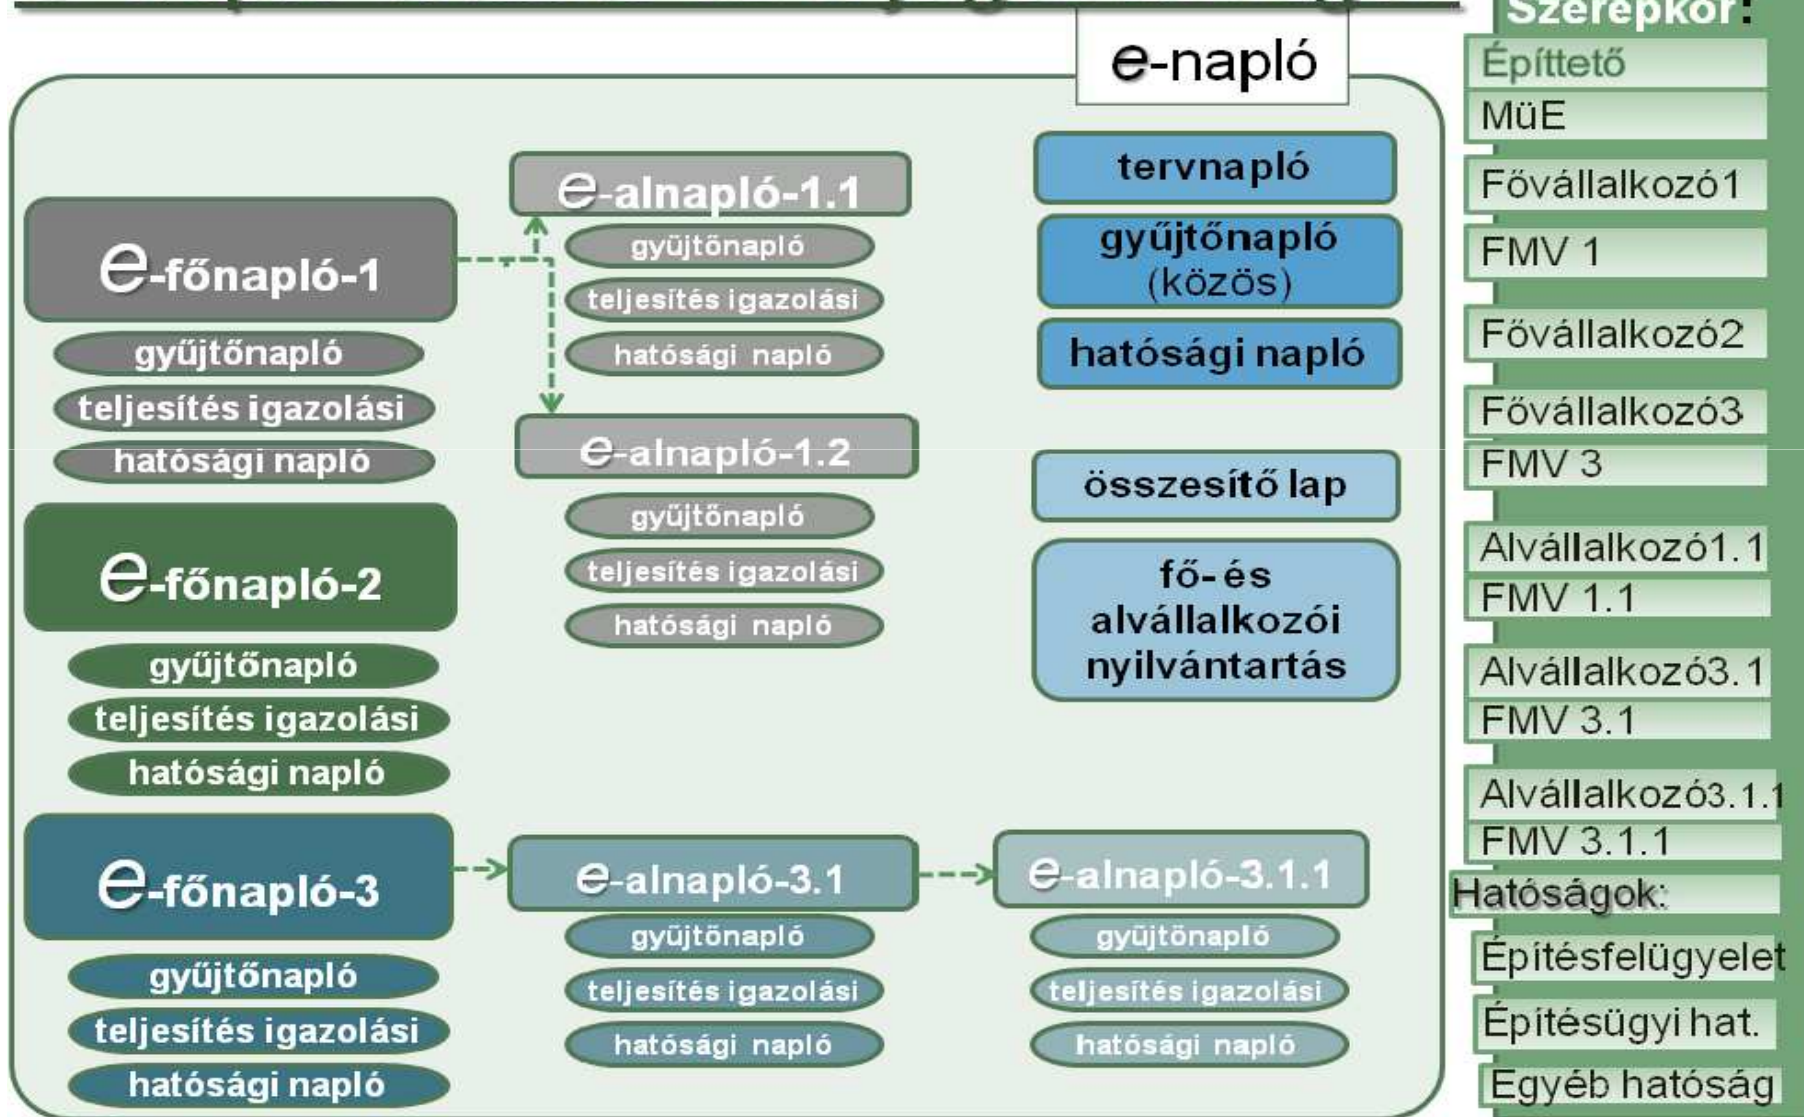 e-napló
e-főnapló-1
gyűjtőnapló
teljesítés igazolási
hatósági napló
e-alnapló-1.1
gyűjtőnapló
teljesítés igazolási
hatósági napló
e-alnapló-1.2
gyűjtőnapló
teljesítés igazolási
hatósági napló
e-főnapló-2
gyűjtőnapló
teljesítés igazolási
hatósági napló
e-főnapló-3
gyűjtőnapló
teljesítés igazolási
hatósági napló
e-alnapló-3.1
gyűjtőnapló
teljesítés igazolási
hatósági napló
e-alnapló-3.1.1
gyűjtőnapló
teljesítés igazolási
hatósági napló
tervnapló
gyűjtőnapló
(közös)
hatósági napló
összesítő lap
fő- és
alvállalkozói
nyilvántartás
Szerepkör:
Építtető
MüE
Fővállalkozó1
FMV 1
Fővállalkozó2
Fővállalkozó3
FMV 3
Alvállalkozó1.1
FMV 1.1
Alvállalkozó3.1
FMV 3.1
Alvállalkozó3.1.1
FMV 3.1.1
Hatóságok:
Építésfelügyelet
Építésügyi hat.
Egyéb hatóság